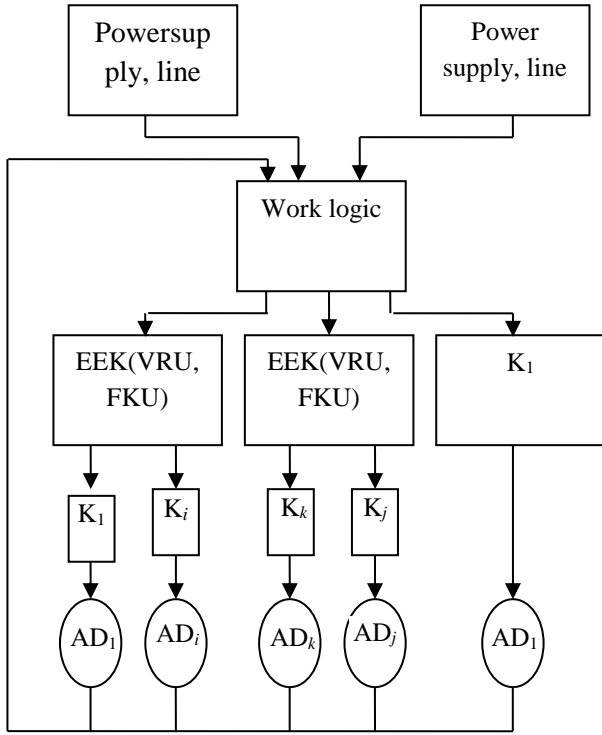 Powersup
ply, line
Power
supply, line
Work logic
EEK(VRU,
FKU)
EEK(VRU,
FKU)
K₁
K₁
Kᵢ
Kₖ
Kⱼ
AD₁
ADᵢ
ADₖ
ADⱼ
AD₁